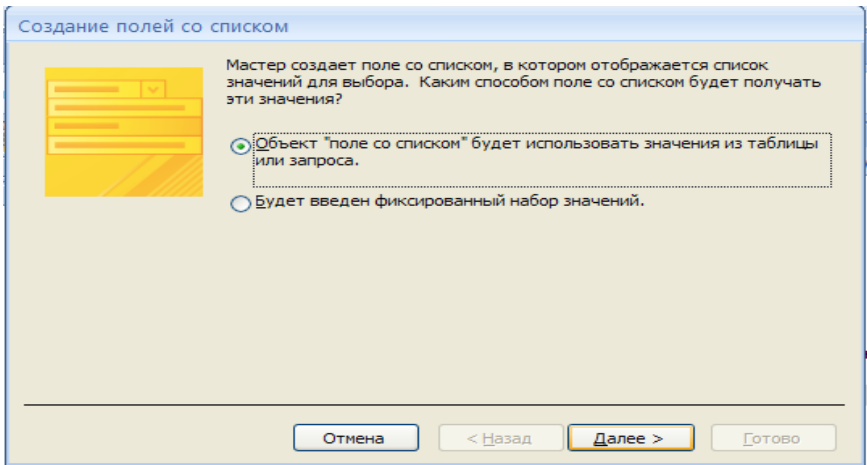 Создание полей со списком
Мастер создает поле со списком, в котором отображается список
значений для выбора. Каким способом поле со списком будет получать
эти значения?
Объект "поле со списком" будет использовать значения из таблицы
или запроса.
Будет введен фиксированный набор значений.
Отмена
< Назад
Далее >
Готово